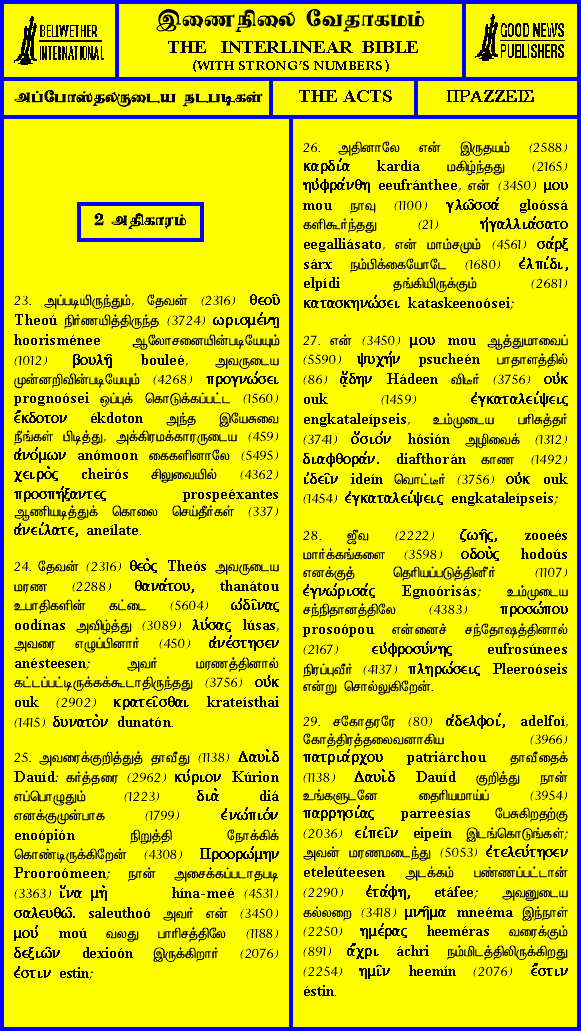 BELIWETHER
INTERNATIONAL
இணைநிலை வேதாகமம்
THE INTERLINEAR BIBLE
(WITH STRONG'S NUMBERS)
GOOD NEWS
PUBLISHERS
அப்போஸ்தலருடைய நடபடிகள்
THE ACTS
ΠΡΑΖΖΕΙΣ
2 அதிகாரம்
23. அப்படியிருந்தும், தேவன் (2316) θεοῦ
Theoú நிர்ணயித்திருந்த (3724) ωρισμένῃ
hoorisménee ஆலோசனையின்படியேயும்
(1012) βουλῇ bouleé, அவருடைய
முன்னறிவின்படியேயும் (4268) προγνώσει
prognoósei ஒப்புக் கொடுக்கப்பட்ட (1560)
ἔκδοτον ékdoton அந்த இயேசுவை
நீங்கள் பிடித்து, அக்கிரமக்காரருடைய (459)
ἀνόμων anómoon கைகளினாலே (5495)
χειρὸς cheirós சிலுவையில் (4362)
προσπήξαντες prospeéxantes
ஆணியடித்துக் கொலை செய்தீர்கள் (337)
ἀνείλατε, aneílate.
24. தேவன் (2316) θεὸς Theós அவருடைய
மரண (2288) θανάτου, thanátou
உபாதிகளின் கட்டை (5604) ὠδῖνας
oodínas அவிழ்த்து (3089) λύσας lúsas,
அவரை எழுப்பினார் (450) ἀνέστησεν
anésteesen; அவர் மரணத்தினால்
கட்டப்பட்டிருக்கக்கூடாதிருந்தது (3756) οὐκ
ouk (2902) κρατεῖσθαι krateísthai
(1415) δυνατὸν dunatón.
25. அவரைக்குறித்துத் தாவீது (1138) Δαυὶδ
Dauíd; கர்த்தரை (2962) κύριον Kúrion
எப்பொழுதும் (1223) διὰ diá
எனக்குமுன்பாக (1799) ἐνώπιόν
enoópión நிறுத்தி நோக்கிக்
கொண்டிருக்கிறேன் (4308) Προορώμην
Prooroómeen; நான் அசைக்கப்படாதபடி
(3363) ἵνα μὴ hína-meé (4531)
σαλευθῶ. saleuthoó அவர் என் (3450)
μού moú வலது பாரிசத்திலே (1188)
δεξιῶν dexioón இருக்கிறார் (2076)
ἐστιν estin;
26. அதினாலே என் இருதயம் (2588)
καρδία kardía மகிழ்ந்தது (2165)
ηὐφράνθη eeufránthee, என் (3450) μου
mou நாவு (1100) γλῶσσά gloóssá
களிகூர்ந்தது (21) ἠγαλλιάσατο
eegalliásato, என் மாம்சமும் (4561) σάρξ
sárx நம்பிக்கையோடே (1680) ἐλπίδι,
elpídi தங்கியிருக்கும் (2681)
κατασκηνώσει kataskeenoósei;
27. என் (3450) μου mou ஆத்துமாவைப்
(5590) ψυχήν psucheén பாதாளத்தில்
(86) ᾅδην Hádeen விடீர் (3756) οὐκ
ouk (1459) ἐγκαταλείψεις
engkataleípseis, உம்முடைய பரிசுத்தர்
(3741) ὅσιόν hósión அழிவைக் (1312)
διαφθοράν. diafthorán காண (1492)
ἰδεῖν ideín வொட்டீர் (3756) οὐκ ouk
(1454) ἐγκαταλείψεις engkataleípseis;
28. ஜீவ (2222) ζωῆς, zooeés
மார்க்கங்களை (3598) οδοὺς hodoús
எனக்குத் தெரியப்படுத்தினீர் (1107)
ἐγνώρισάς Egnoórisás; உம்முடைய
சந்நிதானத்திலே (4383) προσώπου
prosoópou என்னைச் சந்தோஷத்தினால்
(2167) εὐφροσύνης eufrosúnees
நிரப்புவீர் (4137) πληρώσεις Pleeroóseis
என்று சொல்லுகிறேன்.
29. சகோதரரே (80) ἀδελφοί, adelfoí,
கோத்திரத்தலைவனாகிய (3966)
πατριάρχου patriárchou தாவீதைக்
(1138) Δαυὶδ Dauíd குறித்து நான்
உங்களுடனே தைரியமாய்ப் (3954)
παρρησίας parreesías பேசுகிறதற்கு
(2036) εἰπεῖν eipeín இடங்கொடுங்கள்;
அவன் மரணமடைந்து (5053) ἐτελεύτησεν
eteleúteesen அடக்கம் பண்ணப்பட்டான்
(2290) ἐτάφη, etáfee; அவனுடைய
கல்லறை (3418) μνῆμα mneéma இந்நாள்
(2250) ημέρας heeméras வரைக்கும்
(891) ἄχρι áchri நம்மிடத்திலிருக்கிறது
(2254) ημῖν heemín (2076) ἔστιν
éstin.